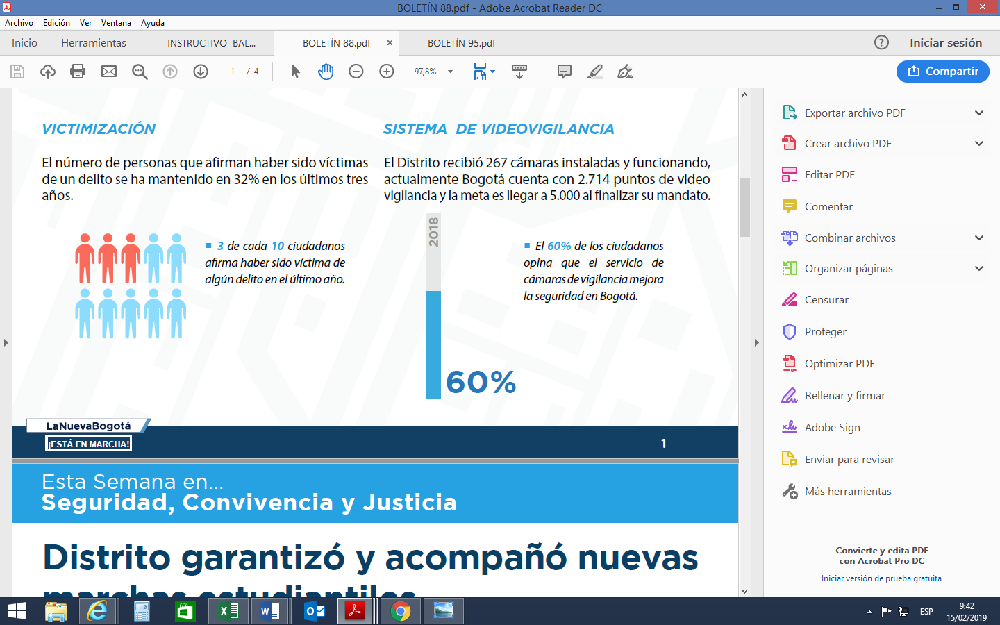 BOLETÍN 88.pdf - Adobe Acrobat Reader DC
Archivo Edición Ver Ventana Ayuda
Inicio Herramientas INSTRUCTIVO BAL... BOLETÍN 88.pdf × BOLETÍN 95.pdf ? Iniciar sesión
1 / 4 97,8% Compartir
VICTIMIZACIÓN
El número de personas que afirman haber sido víctimas
de un delito se ha mantenido en 32% en los últimos tres
años.
3 de cada 10 ciudadanos
afirma haber sido víctima de
algún delito en el último año.
SISTEMA DE VIDEOVIGILANCIA
El Distrito recibió 267 cámaras instaladas y funcionando,
actualmente Bogotá cuenta con 2.714 puntos de video
vigilancia y la meta es llegar a 5.000 al finalizar su mandato.
2018
El 60% de los ciudadanos
opina que el servicio de
cámaras de vigilancia mejora
la seguridad en Bogotá.
60%
LaNuevaBogotá
¡ESTÁ EN MARCHA!
1
Esta Semana en...
Seguridad, Convivencia y Justicia
Distrito garantizó y acompañó nuevas
marchas estudiantiles
Exportar archivo PDF
Crear archivo PDF
Editar PDF
Comentar
Combinar archivos
Organizar páginas
Censurar
Proteger
Optimizar PDF
Rellenar y firmar
Adobe Sign
Enviar para revisar
Más herramientas
Convierte y edita PDF
con Acrobat Pro DC
Iniciar versión de prueba gratuita
ESP
9:42
15/02/2019